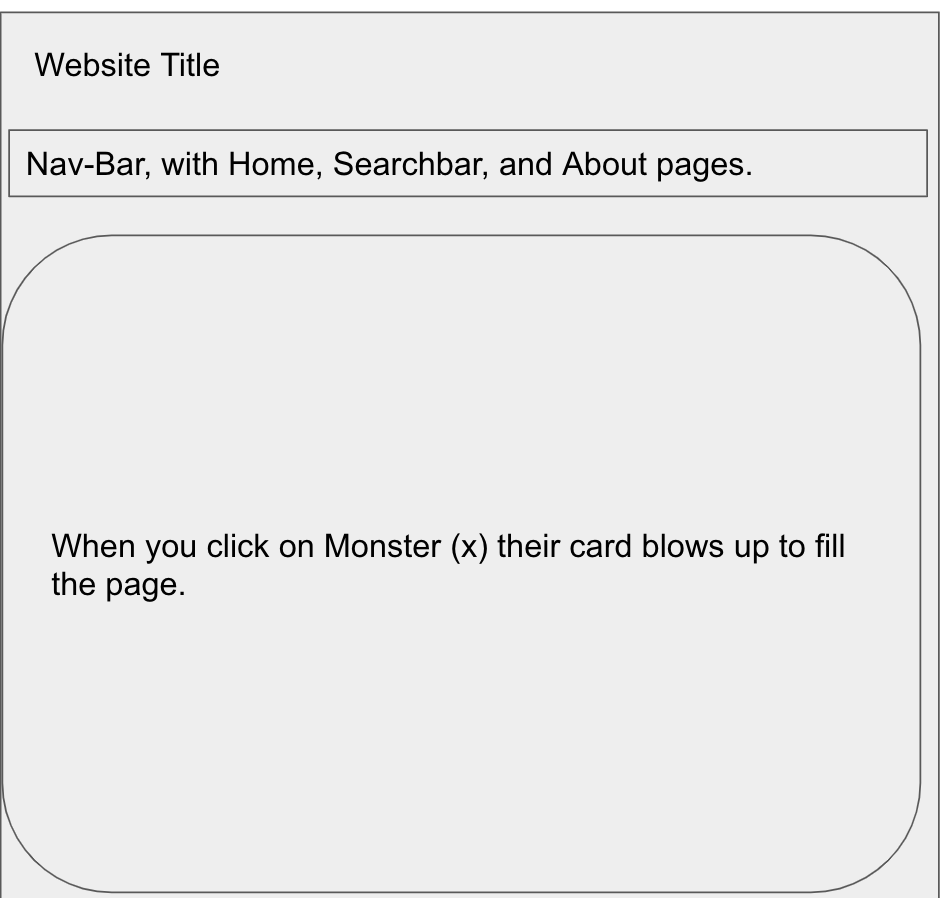 Website Title
Nav-Bar, with Home, Searchbar, and About pages.
When you click on Monster (x) their card blows up to fill
the page.